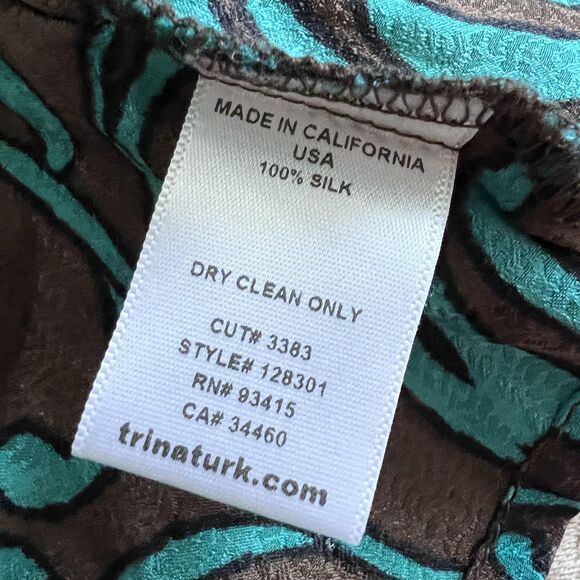 MADE IN CALIFORNIA
USA
100% SILK
DRY CLEAN ONLY
CUT# 3383
STYLE# 128301
RN# 93415
CA# 34460
trinaturk.com